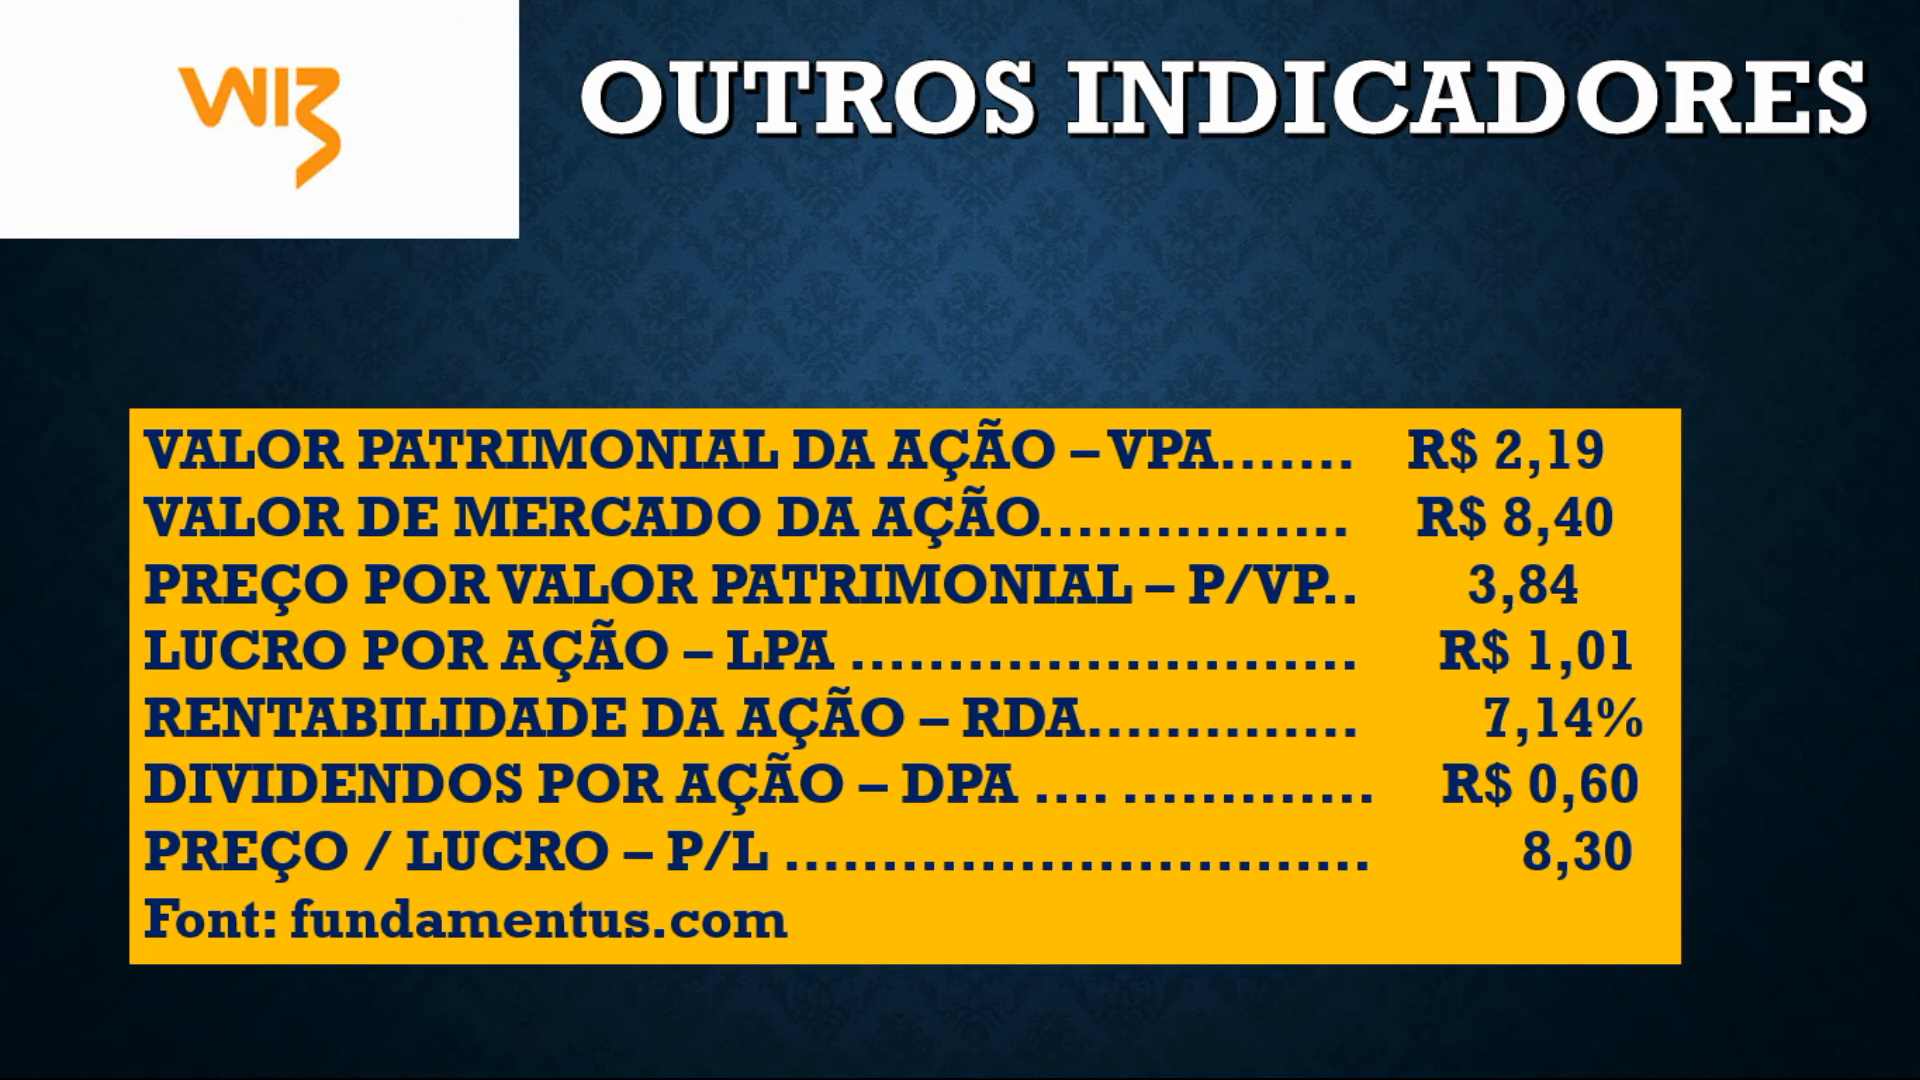 wiz
OUTROS INDICADORES
VALOR PATRIMONIAL DA AÇÃO – VPA....... R$ 2,19
VALOR DE MERCADO DA AÇÃO................ R$ 8,40
PREÇO POR VALOR PATRIMONIAL – P/VP.. 3,84
LUCRO POR AÇÃO – LPA .......................... R$ 1,01
RENTABILIDADE DA AÇÃO – RDA.............. 7,14%
DIVIDENDOS POR AÇÃO – DPA .... ............. R$ 0,60
PREÇO / LUCRO – P/L .............................. 8,30
Font: fundamentus.com